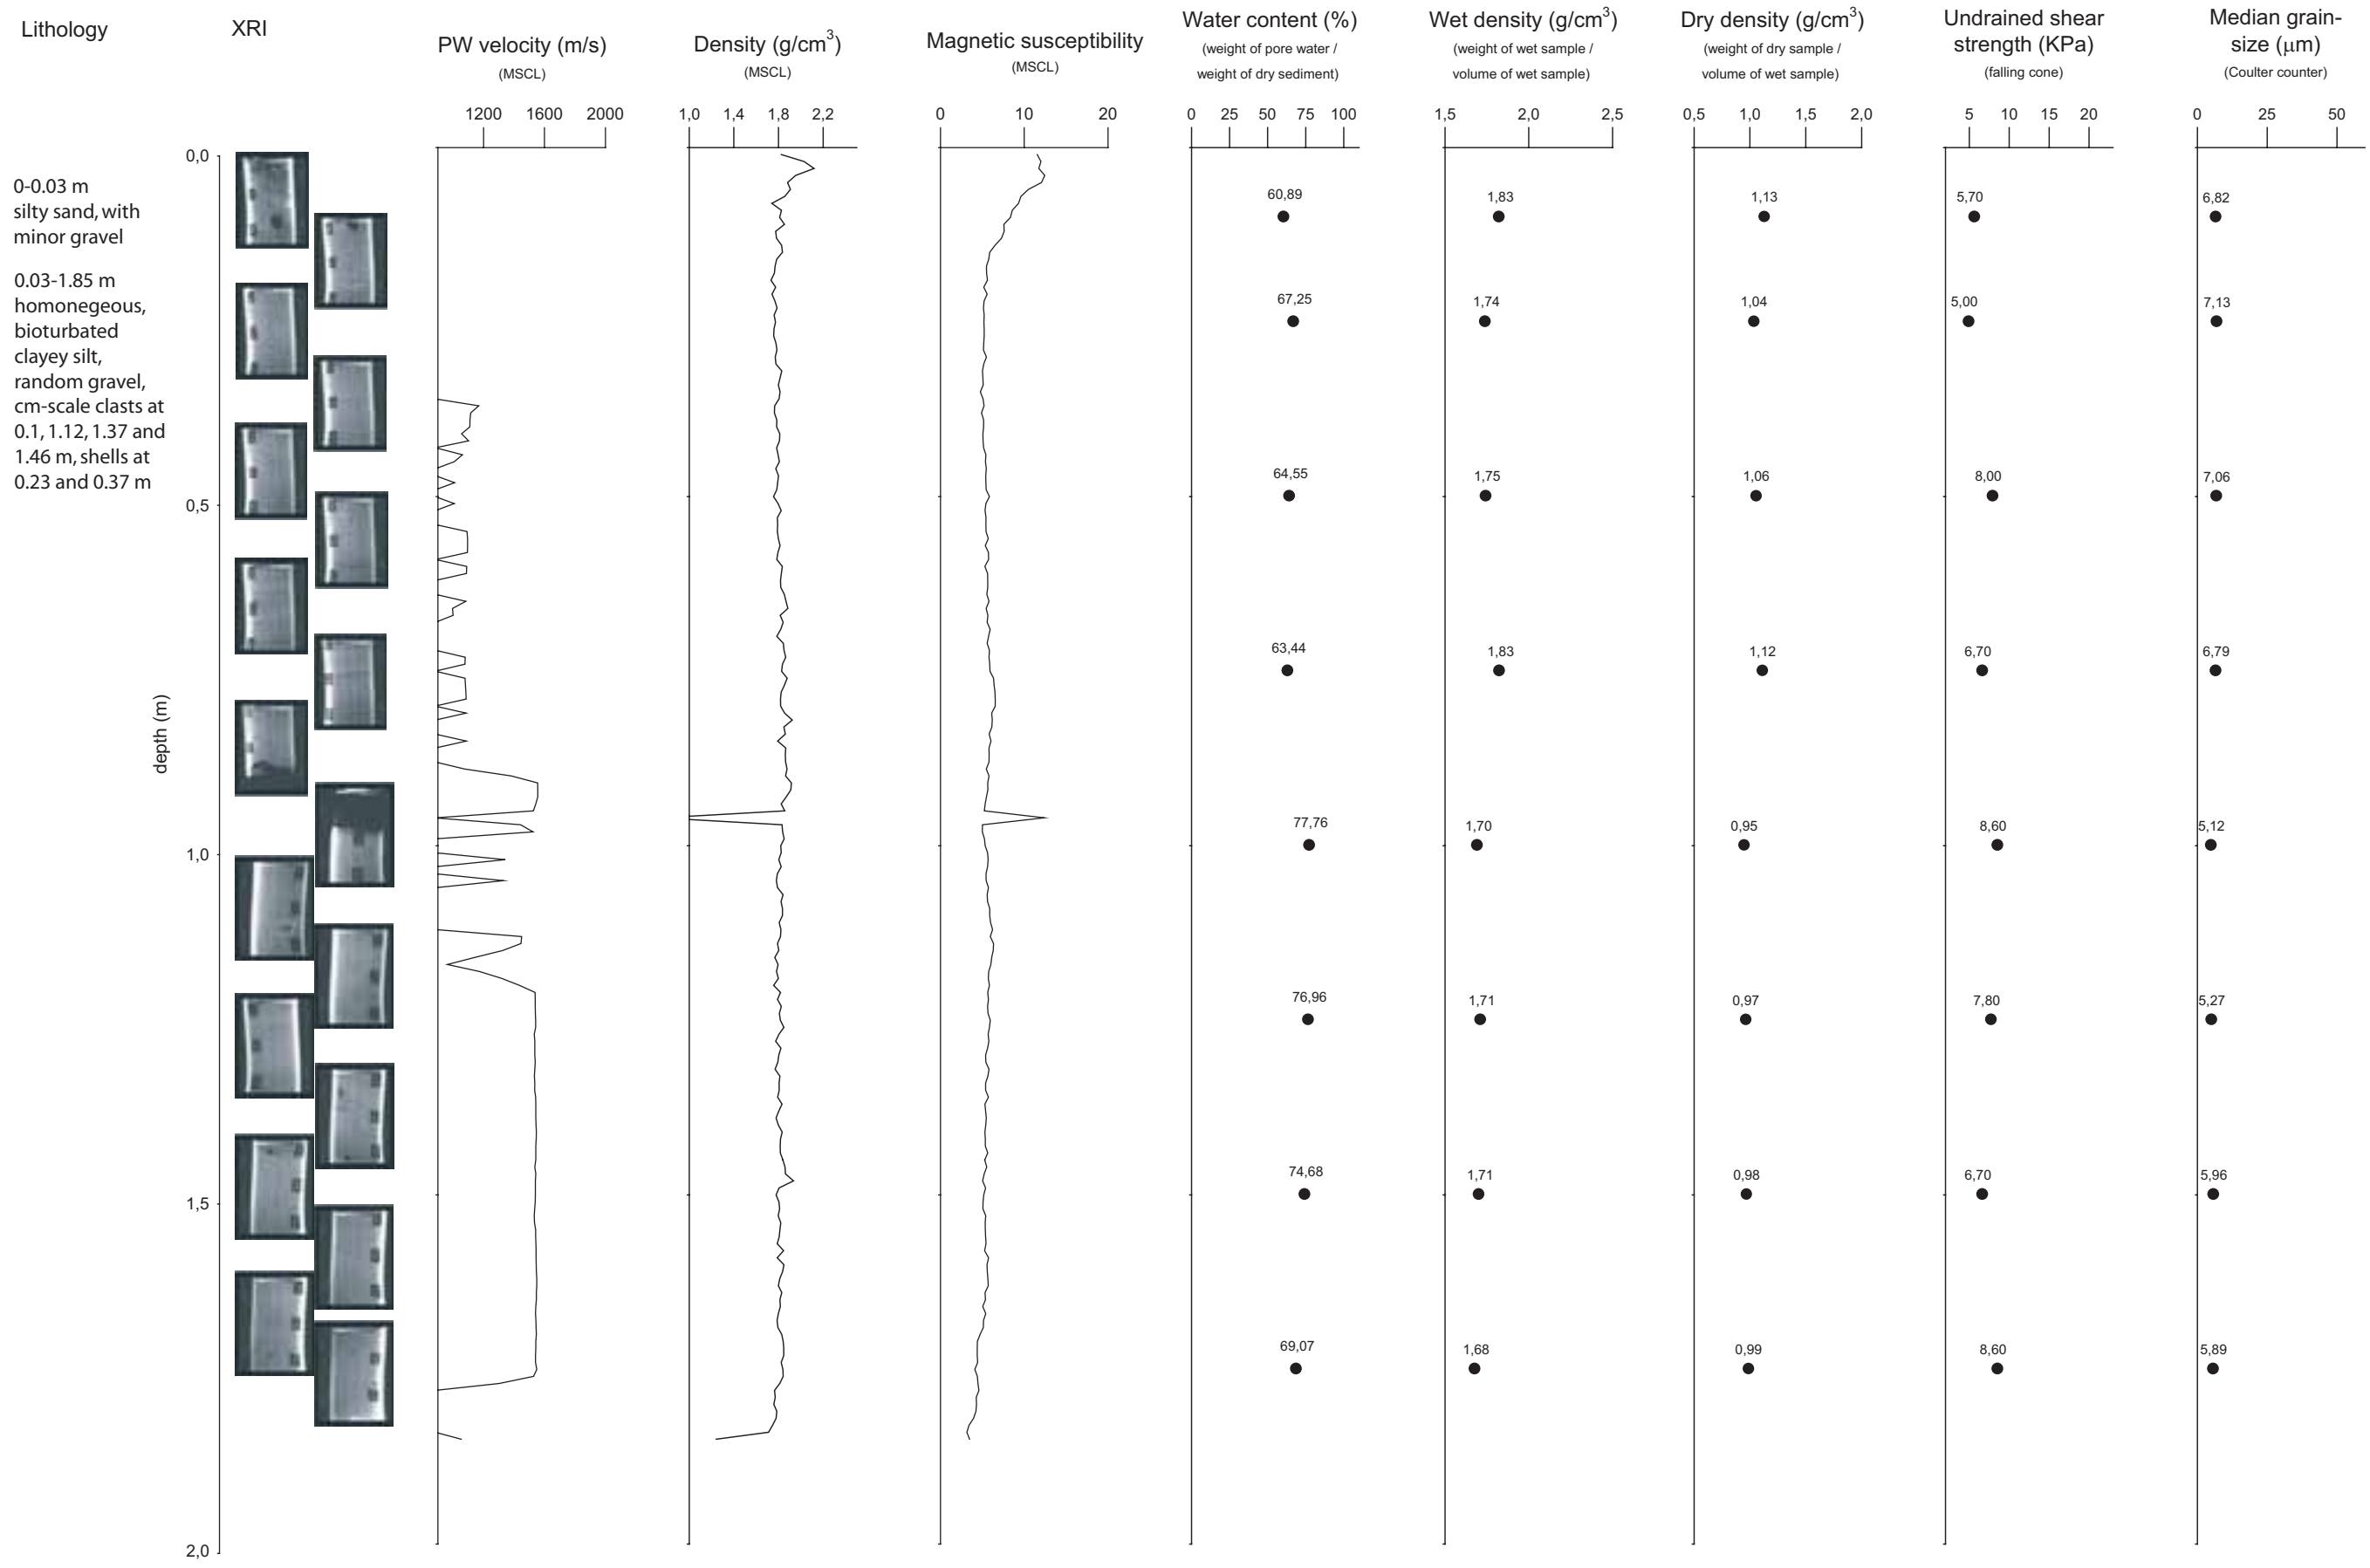 Lithology
XRI
PW velocity (m/s)
(MSCL)
Density (g/cm3)
(MSCL)
Magnetic susceptibility
(MSCL)
Water content (%)
(weight of pore water /
weight of dry sediment)
Wet density (g/cm3)
(weight of wet sample /
volume of wet sample)
Dry density (g/cm3)
(weight of dry sample /
volume of wet sample)
Undrained shear
strength (KPa)
(falling cone)
Median grain-
size (μm)
(Coulter counter)
1200 1600 2000
1,0 1,4 1,8 2,2
0 10 20
0 25 50 75 100
1,5 2,0 2,5
0,5 1,0 1,5 2,0
5 10 15 20
0 25 50
0-0.03 m
silty sand, with
minor gravel
0.03-1.85 m
homonegeous,
bioturbated
clayey silt,
random gravel,
cm-scale clasts at
0.1, 1.12, 1.37 and
1.46 m, shells at
0.23 and 0.37 m
depth (m)
0,0
0,5
1,0
1,5
2,0
60,89 1,83 1,13 5,70 6,82
67,25 1,74 1,04 5,00 7,13
64,55 1,75 1,06 8,00 7,06
63,44 1,83 1,12 6,70 6,79
77,76 1,70 0,95 8,60 5,12
76,96 1,71 0,97 7,80 5,27
74,68 1,71 0,98 6,70 5,96
69,07 1,68 0,99 8,60 5,89